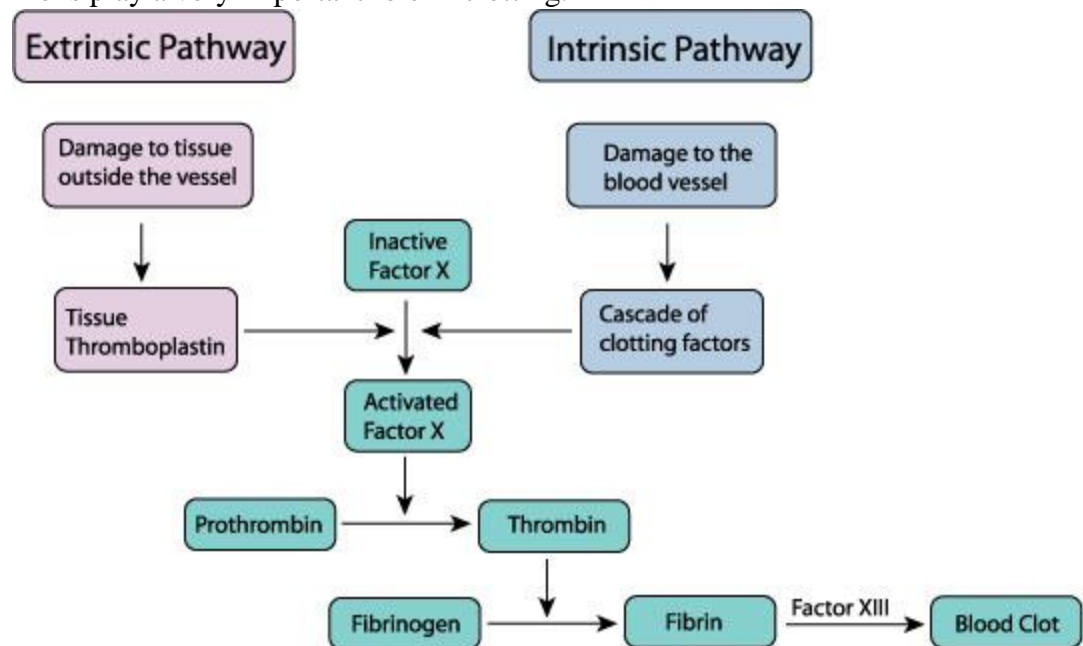 Extrinsic Pathway
Intrinsic Pathway
Damage to tissue
outside the vessel
Damage to the
blood vessel
Inactive
Factor X
Tissue
Thromboplastin
Cascade of
clotting factors
Activated
Factor X
Prothrombin
Thrombin
Fibrinogen
Fibrin
Factor XIII
Blood Clot